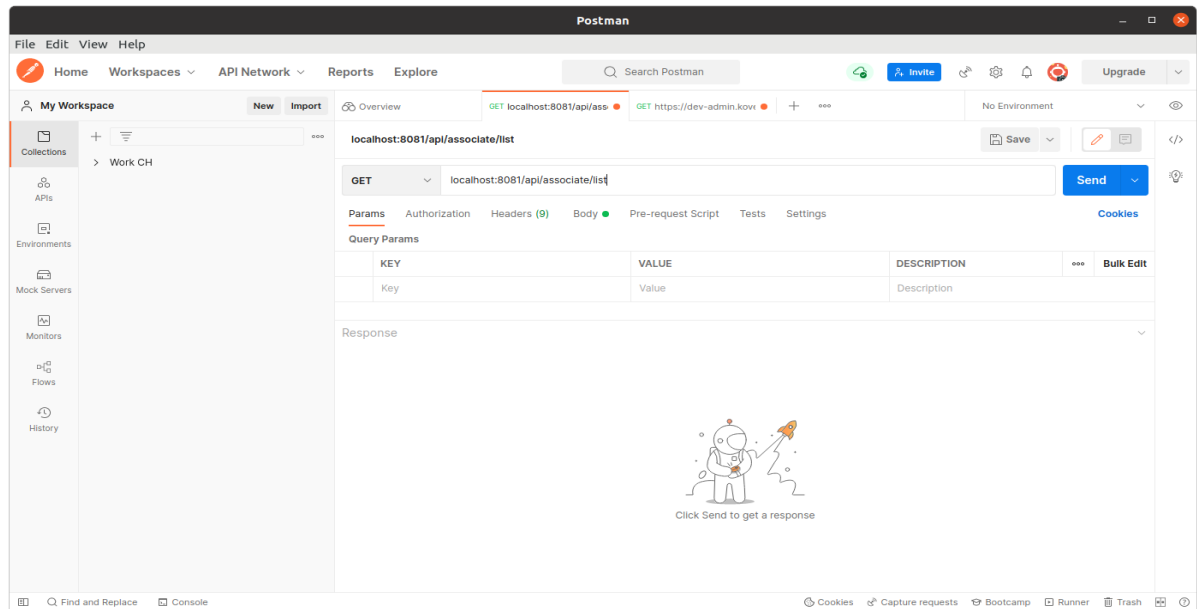 Postman
File Edit View Help
Home Workspaces API Network Reports Explore Search Postman Invite Upgrade
My Workspace New Import Overview GET localhost:8081/api/ass GET https://dev-admin.kov No Environment
Collections
Work CH
localhost:8081/api/associate/list Save
GET localhost:8081/api/associate/list Send
APIs
Params Authorization Headers (9) Body Pre-request Script Tests Settings Cookies
Environments
Query Params
KEY VALUE DESCRIPTION Bulk Edit
Mock Servers
Key Value Description
Monitors
Response
Flows
History
Click Send to get a response
Find and Replace Console Cookies Capture requests Bootcamp Runner Trash